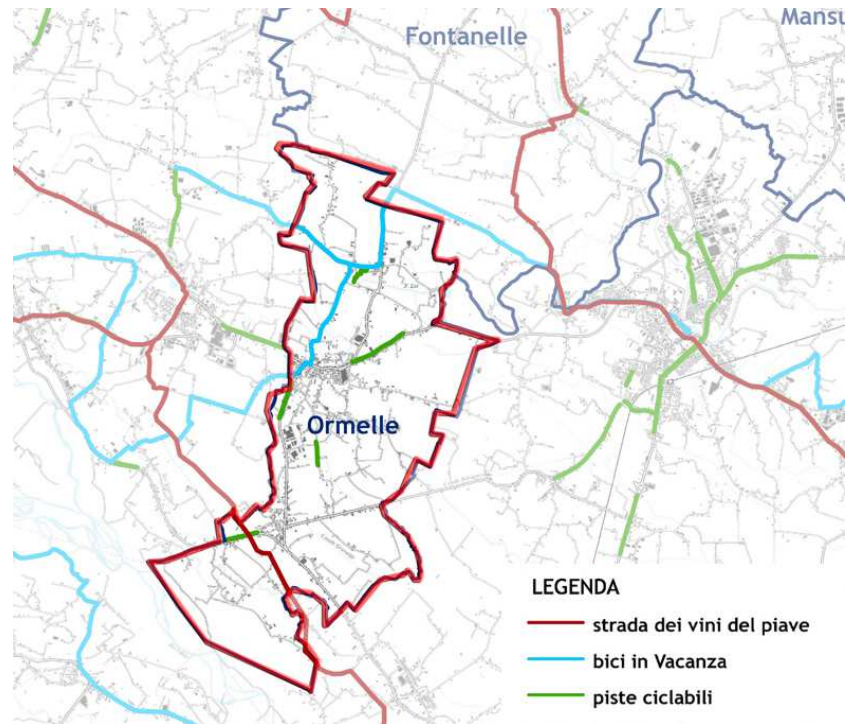 Fontanelle
Mansu
Ormelle
LEGENDA
strada dei vini del piave
bici in Vacanza
piste ciclabili